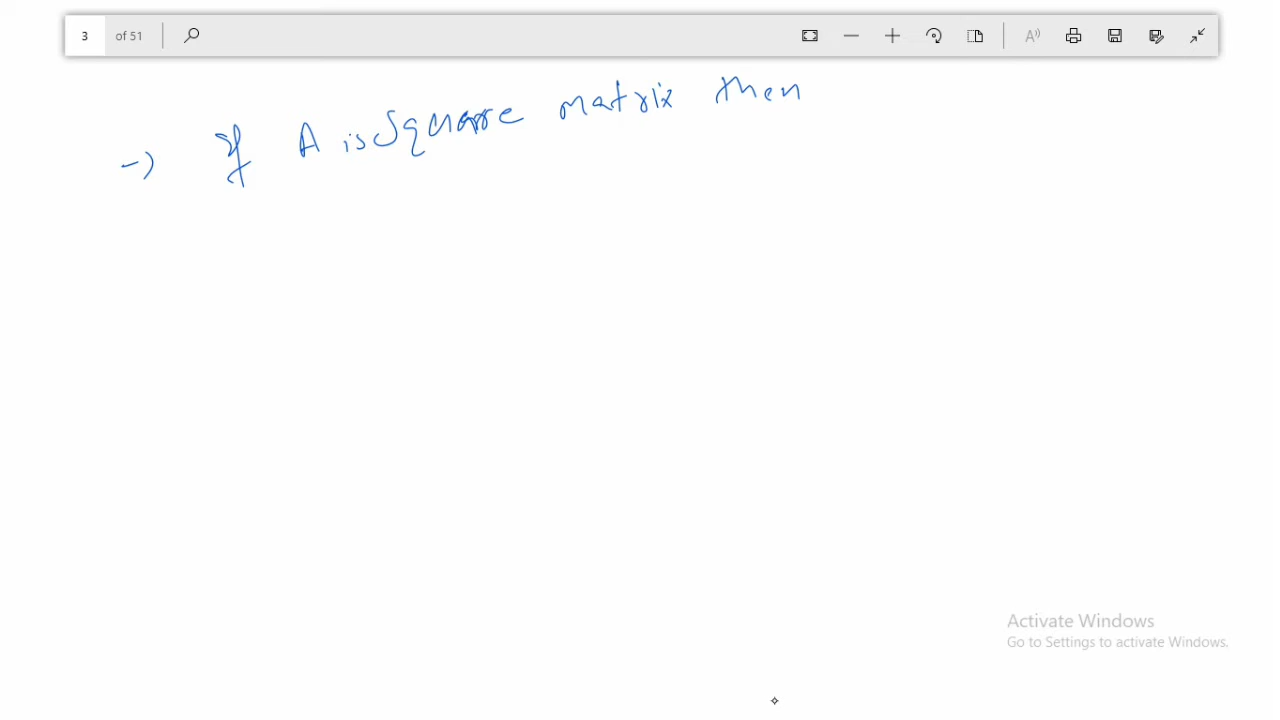 3 of 51
A
-> If A is Square matrix then
Activate Windows
Go to Settings to activate Windows.